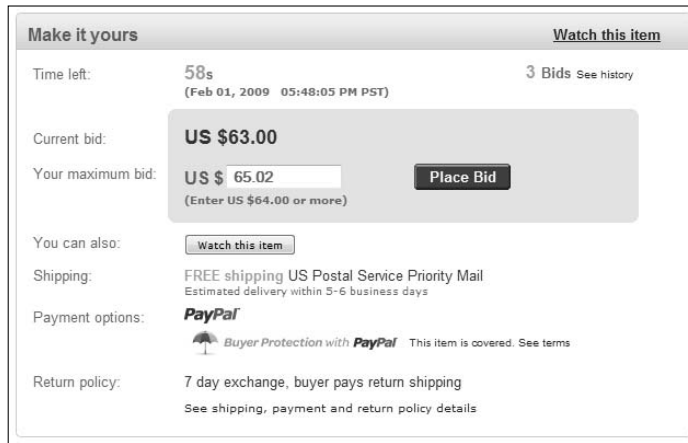 Make it yours Watch this item
Time left: 58s 3 Bids See history
(Feb 01, 2009 05:48:05 PM PST)
Current bid: US $63.00
Your maximum bid: US $ 65.02 Place Bid
(Enter US $64.00 or more)
You can also: Watch this item
Shipping: FREE shipping US Postal Service Priority Mail
Estimated delivery within 5-6 business days
Payment options: PayPal
Buyer Protection with PayPal This item is covered. See terms
Return policy: 7 day exchange, buyer pays return shipping
See shipping, payment and return policy details